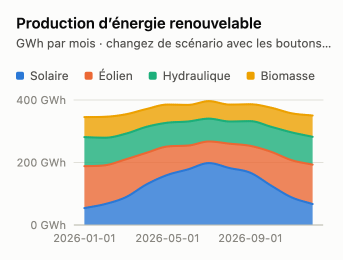 Production d’énergie renouvelable
GWh par mois · changez de scénario avec les boutons…
Solaire Éolien Hydraulique Biomasse
400 GWh
200 GWh
0 GWh
2026-01-01 2026-05-01 2026-09-01